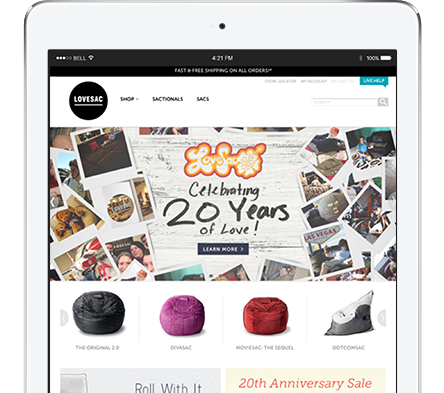 BELL
4:21 PM
100%
FAST & FREE SHIPPING ON ALL ORDERS!*
STORE LOCATOR
MY ACCOUNT
LIVE HELP
LOVESAC
SHOP
SACTIONALS
SACS
SEARCH
LoveSac
Celebrating
20 Years
of Love!
LEARN MORE >
LAS VEGAS
THE ORIGINAL 2.0
DIVASAC
MOVIESAC: THE SEQUEL
DOTCOMSAC
Roll With It
20th Anniversary Sale